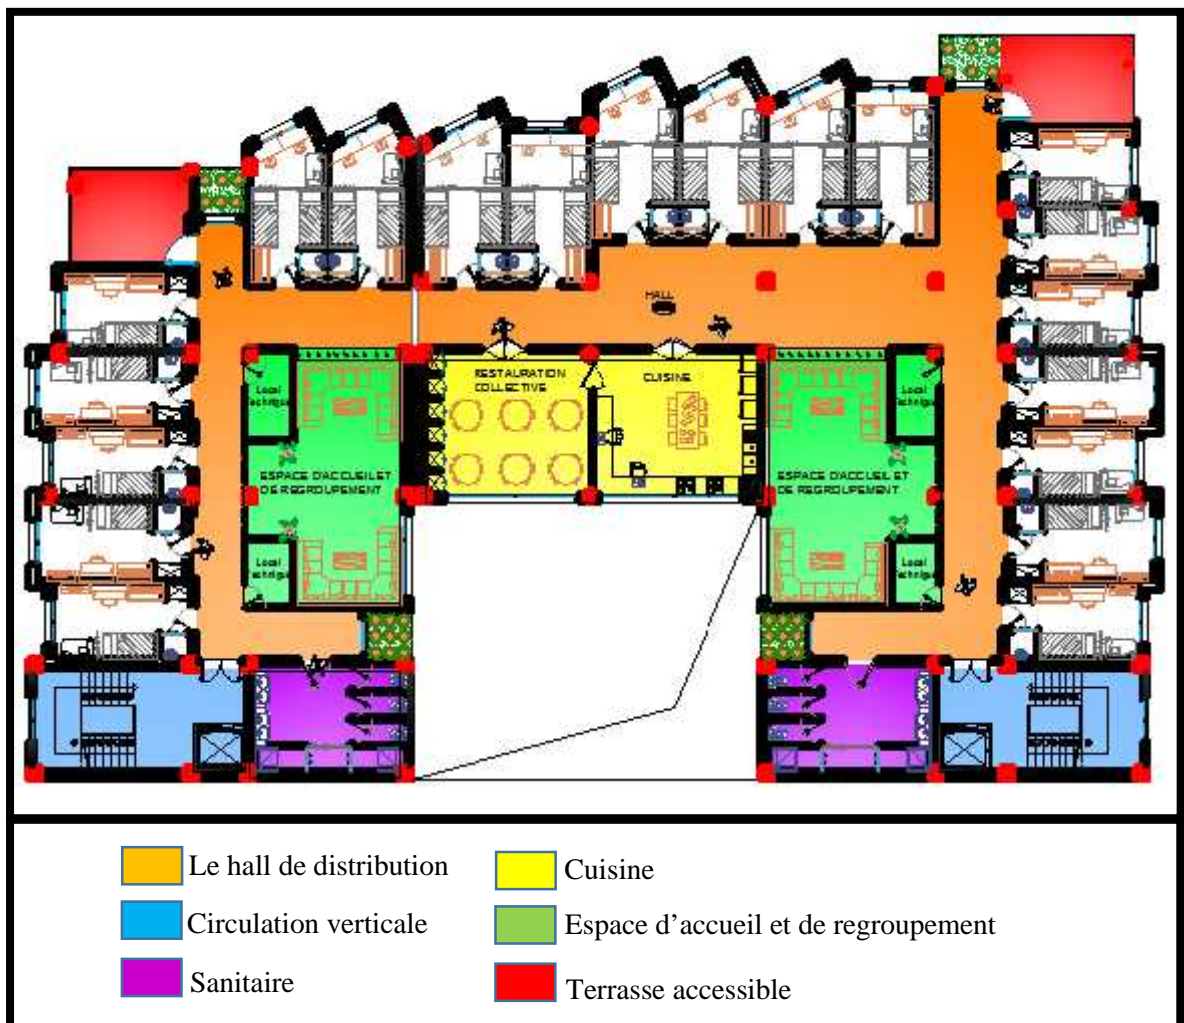 HALL
RESTAURATION
COLLECTIVE
CUISINE
Local
Technique
Local
Technique
ESPACE D'ACCUEIL ET
DE REGROUPEMENT
ESPACE D'ACCUEIL ET
DE REGROUPEMENT
Local
Technique
Local
Technique
Le hall de distribution
Cuisine
Circulation verticale
Espace d’accueil et de regroupement
Sanitaire
Terrasse accessible